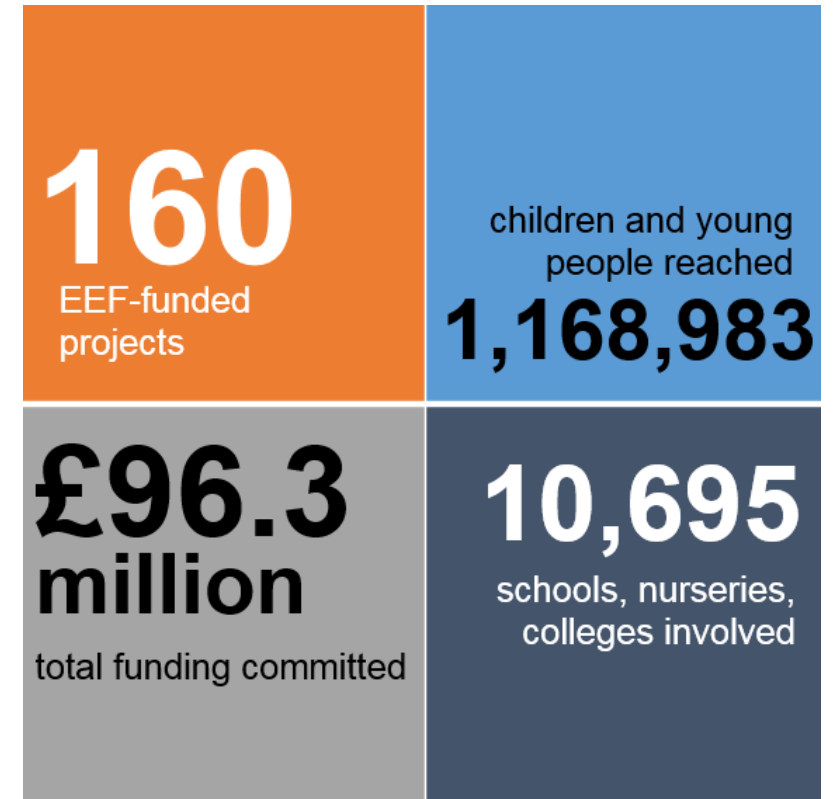 160
EEF-funded
projects
children and young
people reached
1,168,983
£96.3
million
total funding committed
10,695
schools, nurseries,
colleges involved